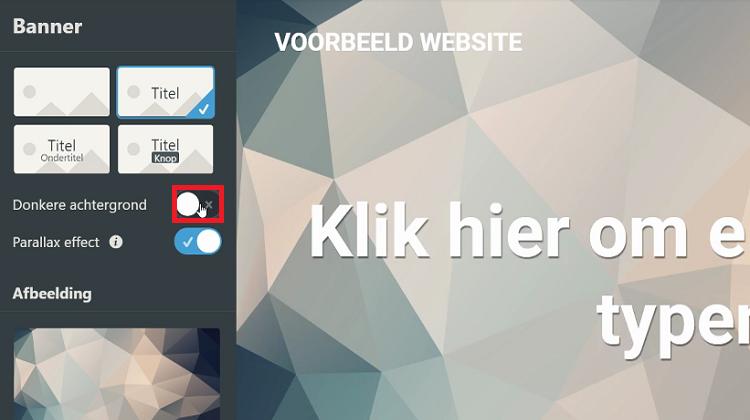 Banner
Titel
Titel
Ondertitel
Titel
Knop
Donkere achtergrond
Parallax effect
Afbeelding
VOORBEELD WEBSITE
Klik hier om e
typer